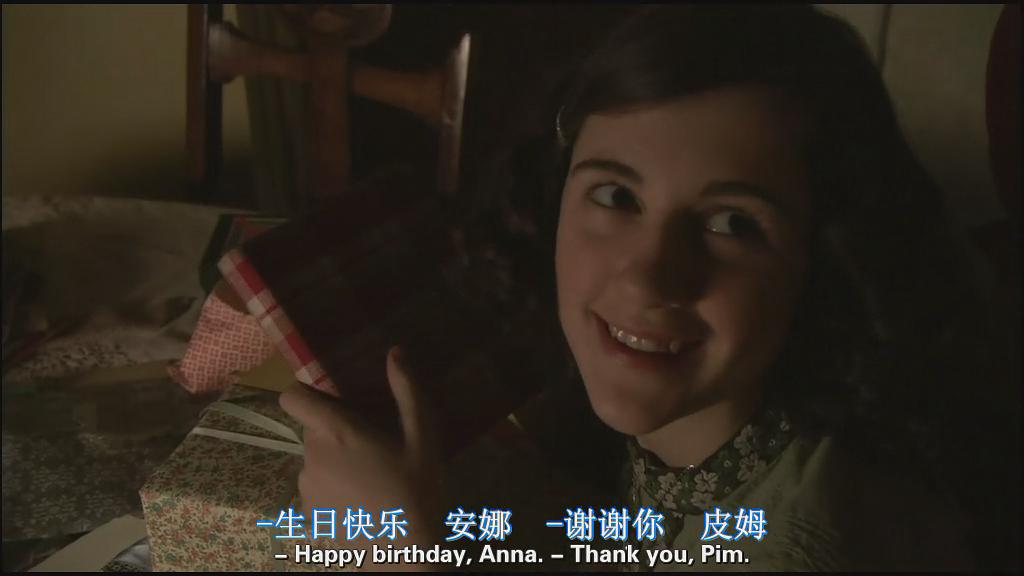 –生日快乐 安娜 –谢谢你 皮姆
– Happy birthday, Anna. – Thank you, Pim.